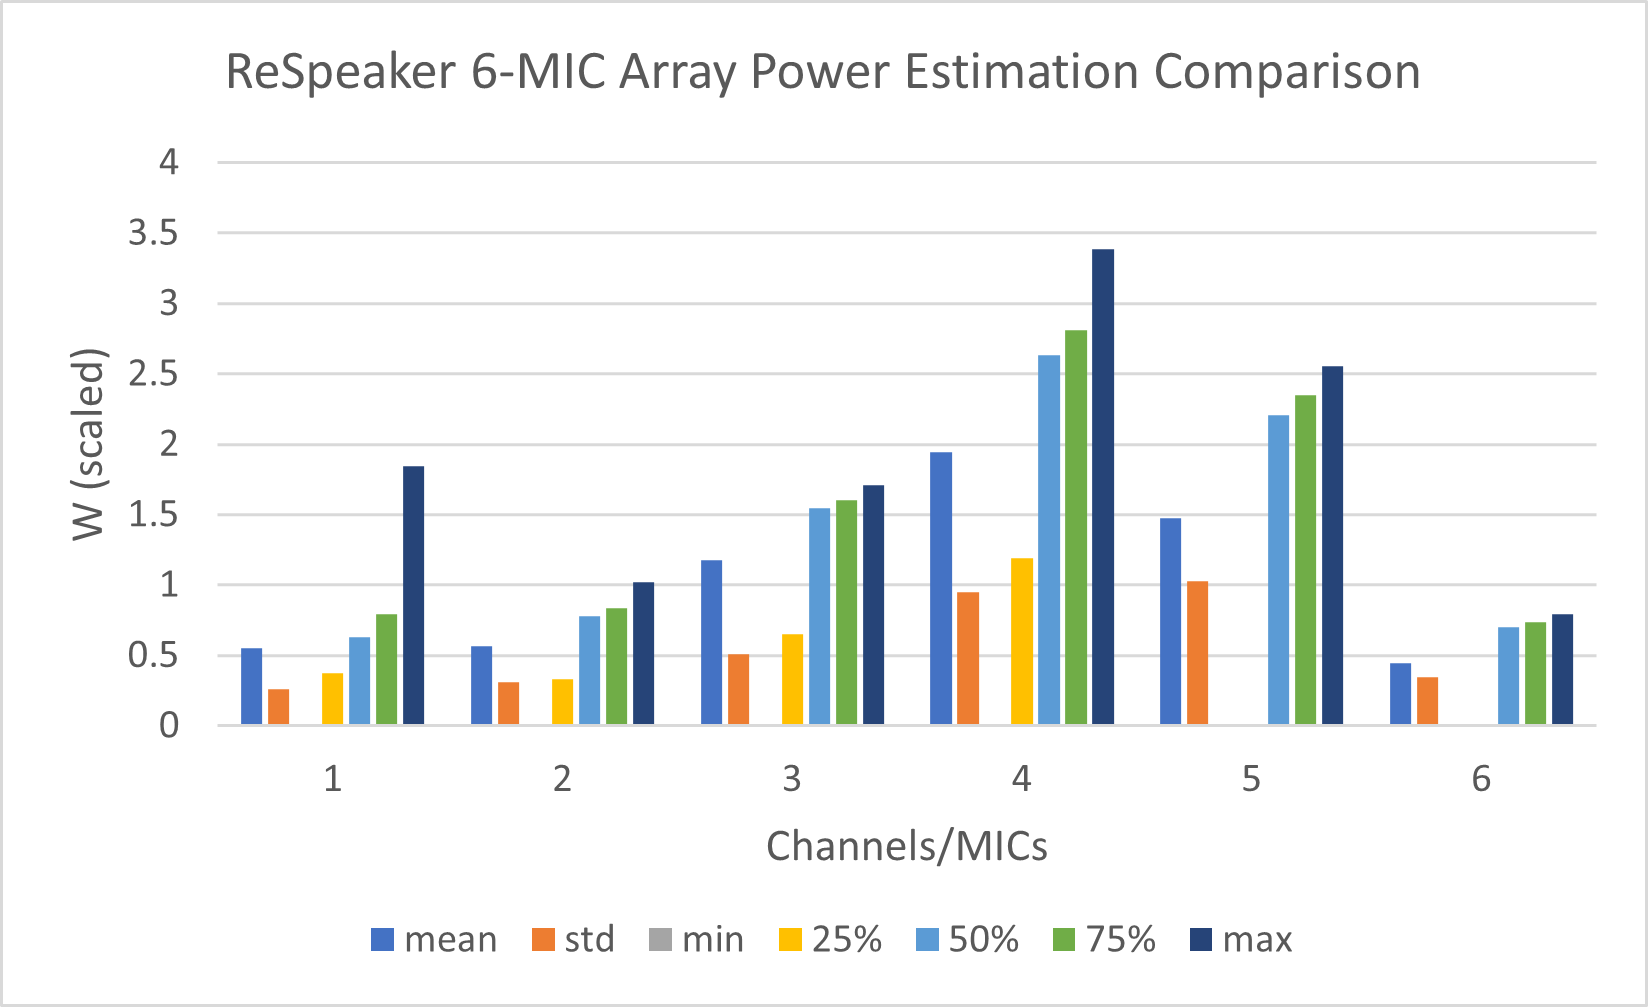 ReSpeaker 6-MIC Array Power Estimation Comparison
4
3.5
3
2.5
2
1.5
1
0.5
0
W (scaled)
1 2 3 4 5 6
Channels/MICs
mean std min 25% 50% 75% max